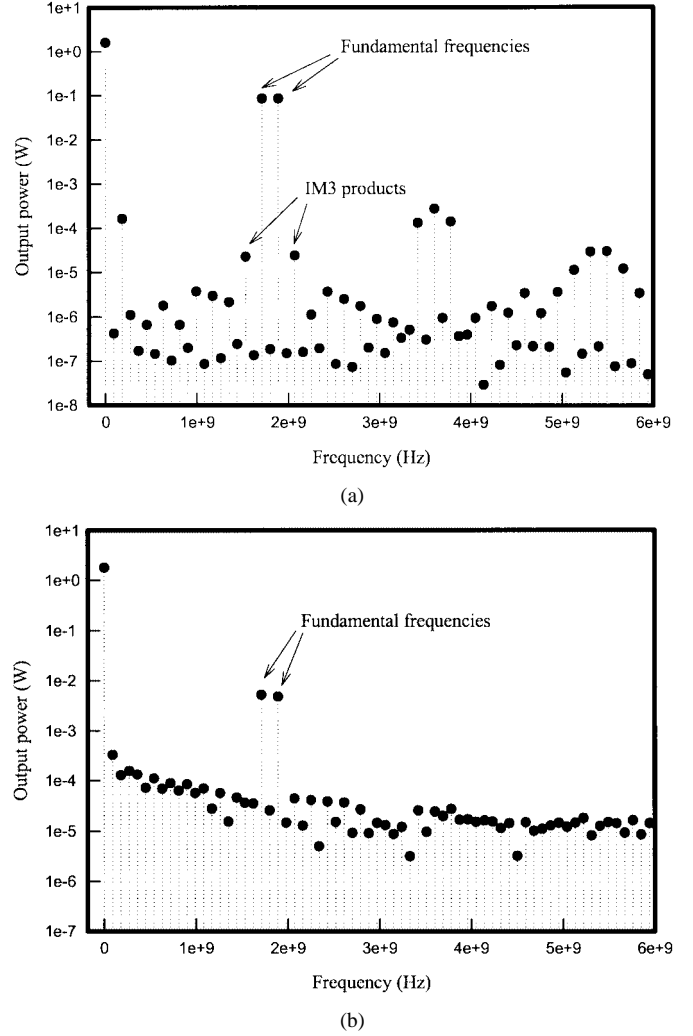 1e+1
1e+0
1e-1
1e-2
1e-3
1e-4
1e-5
1e-6
1e-7
1e-8
Output power (W)
Fundamental frequencies
IM3 products
0 1e+9 2e+9 3e+9 4e+9 5e+9 6e+9
Frequency (Hz)
(a)
1e+1
1e+0
1e-1
1e-2
1e-3
1e-4
1e-5
1e-6
1e-7
Output power (W)
Fundamental frequencies
0 1e+9 2e+9 3e+9 4e+9 5e+9 6e+9
Frequency (Hz)
(b)